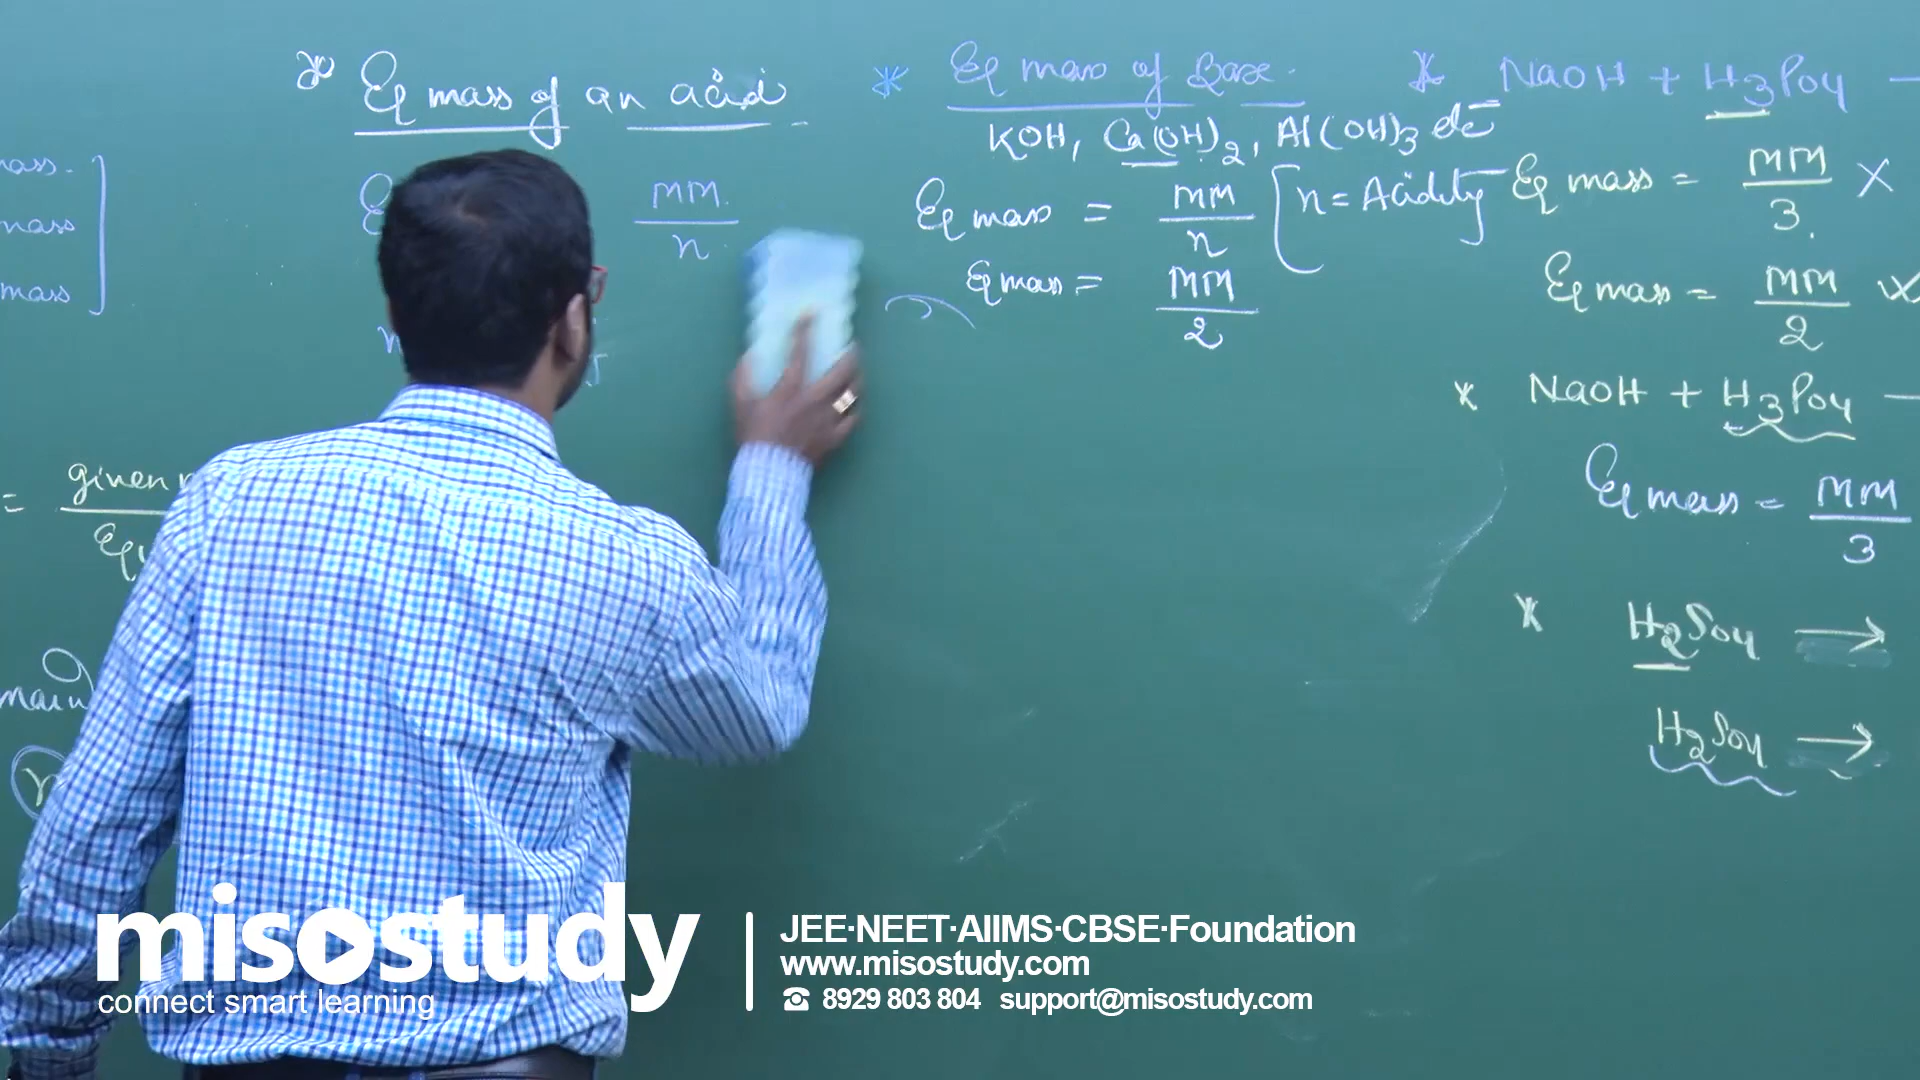 * Eq mass of an acid
MM
n
mass
mass
= given
* Eq mass of Base.
KOH, Ca(OH)2, Al(OH)3 etc
Eq mass = MM/n [n = Acidity]
Eq mass = MM/2
* NaOH + H3PO4
Eq mass = MM/3 X
Eq mass = MM/2 X
* NaOH + H3PO4
Eq mass = MM/3
* H2SO4 →
H2SO4 →
misostudy
connect smart learning
JEE·NEET·AIIMS·CBSE·Foundation
www.misostudy.com
☎ 8929 803 804 support@misostudy.com